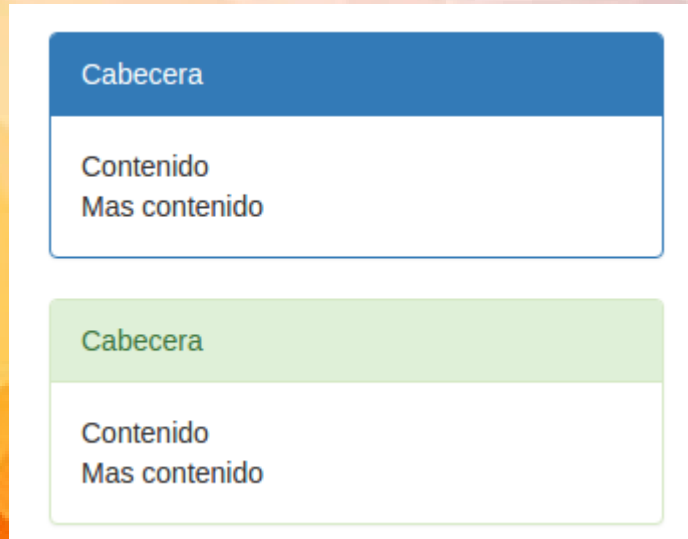 Cabecera
Contenido
Mas contenido
Cabecera
Contenido
Mas contenido